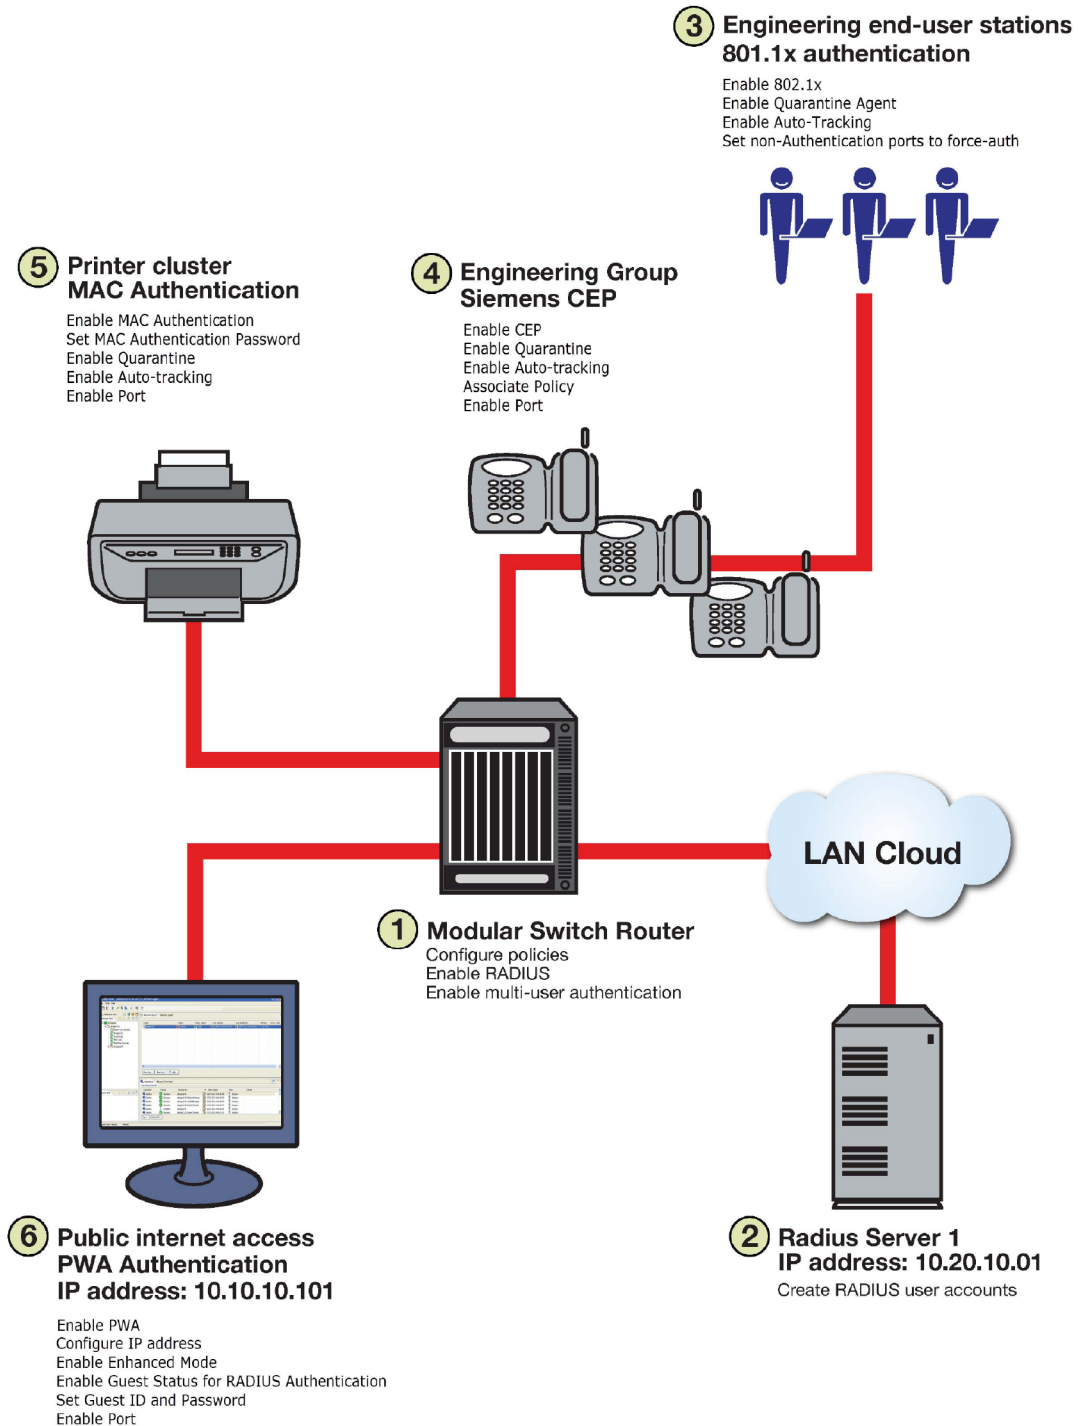 3 Engineering end-user stations
801.1x authentication
Enable 802.1x
Enable Quarantine Agent
Enable Auto-Tracking
Set non-Authentication ports to force-auth
5 Printer cluster
MAC Authentication
Enable MAC Authentication
Set MAC Authentication Password
Enable Quarantine
Enable Auto-tracking
Enable Port
4 Engineering Group
Siemens CEP
Enable CEP
Enable Quarantine
Enable Auto-tracking
Associate Policy
Enable Port
LAN Cloud
1 Modular Switch Router
Configure policies
Enable RADIUS
Enable multi-user authentication
6 Public internet access
PWA Authentication
IP address: 10.10.10.101
Enable PWA
Configure IP address
Enable Enhanced Mode
Enable Guest Status for RADIUS Authentication
Set Guest ID and Password
Enable Port
2 Radius Server 1
IP address: 10.20.10.01
Create RADIUS user accounts